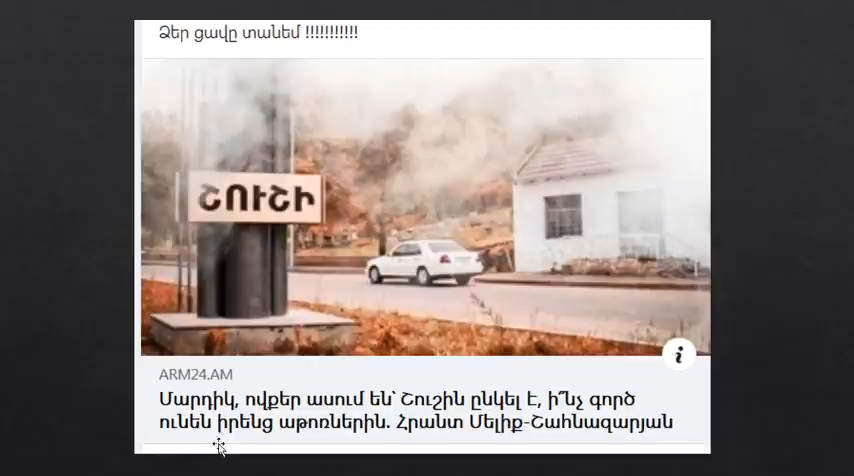 Ձեր ցավը տանեմ !!!!!!!!!!!
ՇՈՒՇԻ
ARM24.AM
Մարդիկ, ովքեր ասում են՝ Շուշին ընկել է, ի՞նչ գործ
ունեն իրենց աթոռներին. Հրանտ Մելիք-Շահնազարյան